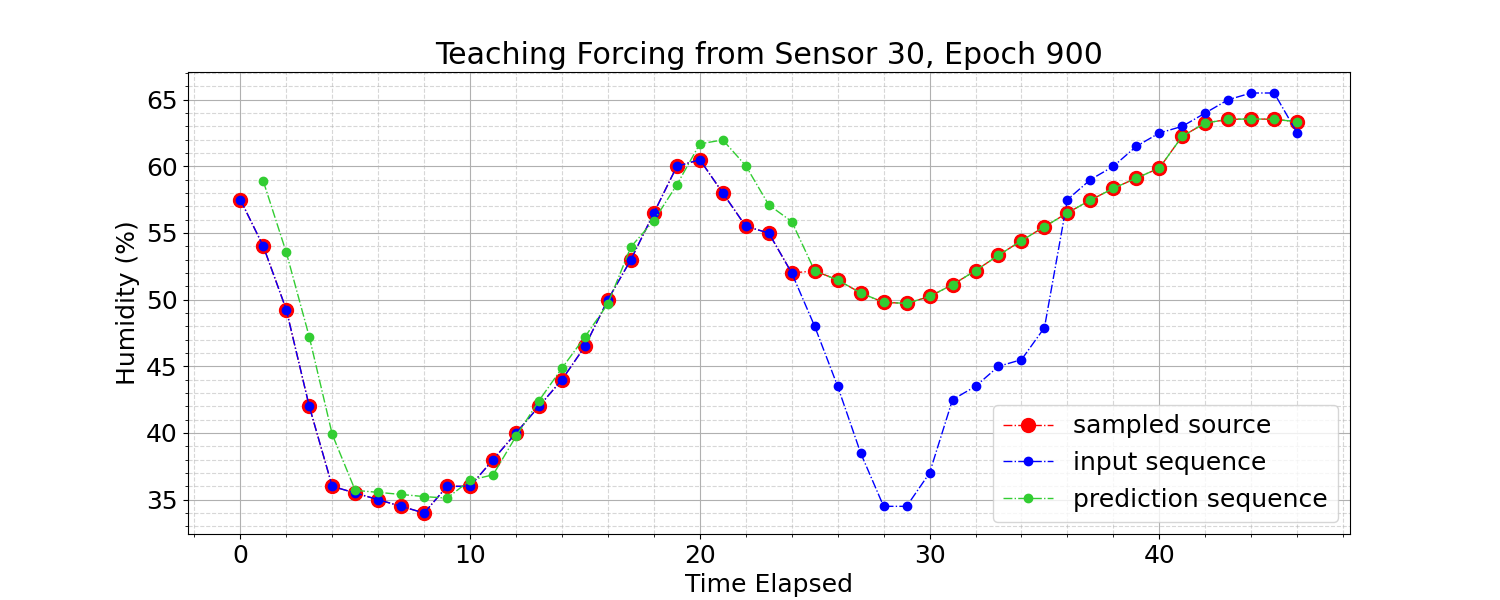 Teaching Forcing from Sensor 30, Epoch 900
65
60
55
50
45
40
35
Humidity (%)
sampled source
input sequence
prediction sequence
0 10 20 30 40
Time Elapsed